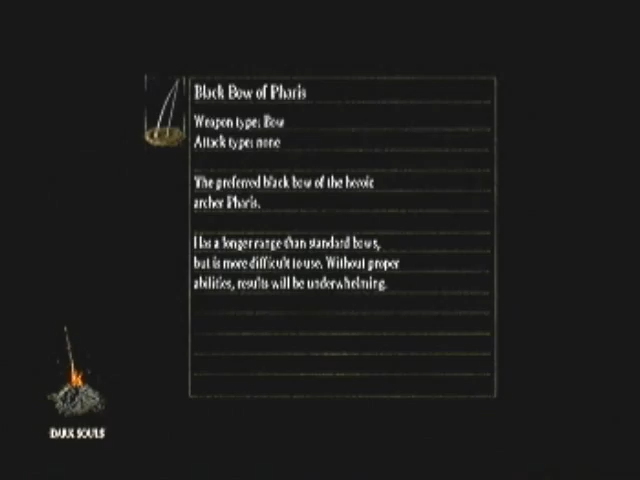 Black Bow of Pharis
Weapon type: Bow
Attack type: none
The preferred black bow of the heroic
archer Pharis.
Has a longer range than standard bows,
but is more difficult to use. Without proper
abilities, results will be underwhelming.
DARK SOULS